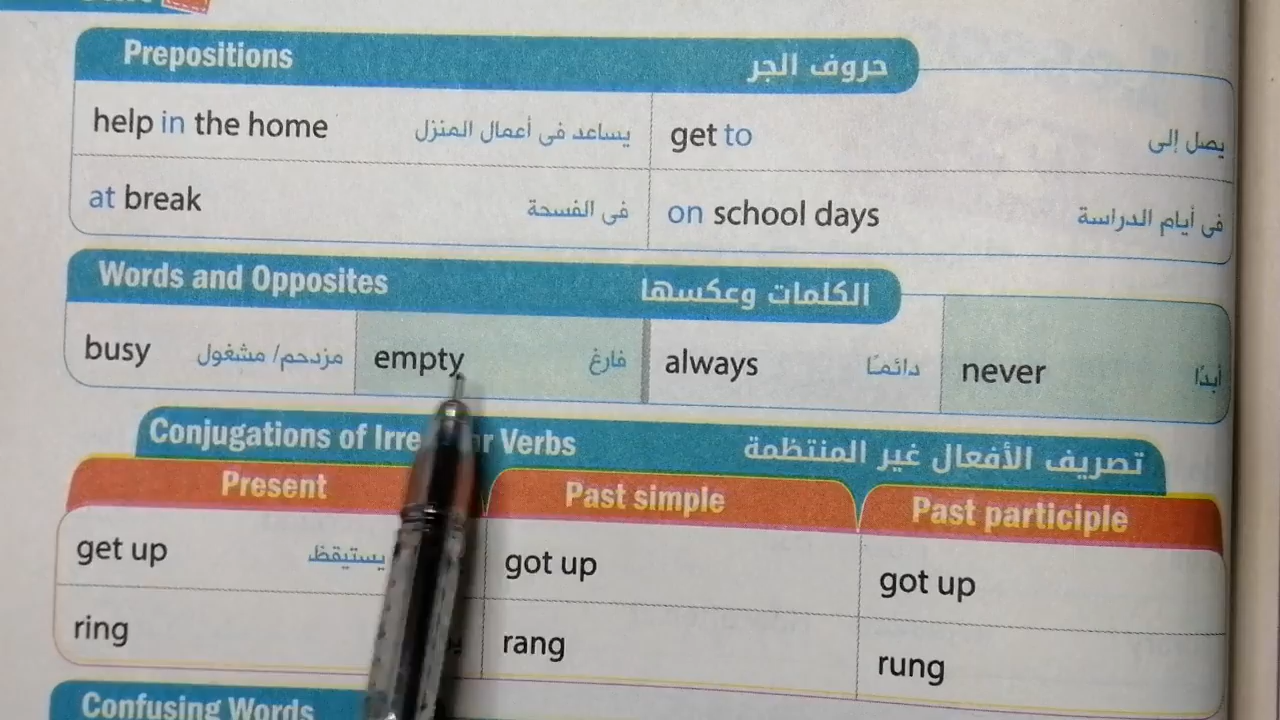 Prepositions حروف الجر
help in the home يساعد فى أعمال المنزل get to يصل إلى
at break فى الفسحة on school days فى أيام الدراسة
Words and Opposites الكلمات وعكسها
busy مزدحم/ مشغول empty فارغ always دائمًا never أبدًا
Conjugations of Verbs تصريف الأفعال غير المنتظمة
Present Past simple Past participle
get up يستيقظ got up got up
ring rang rung
Confusing Words